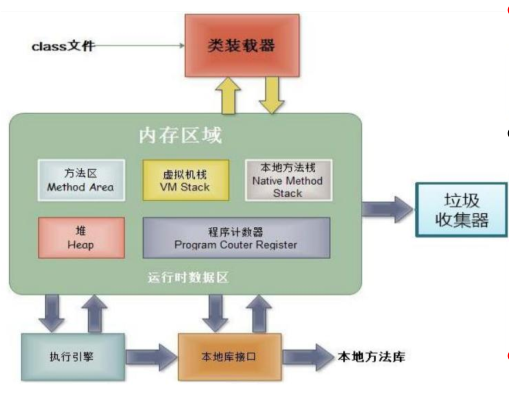 class文件
类装载器
内存区域
方法区
Method Area
虚拟机栈
VM Stack
本地方法栈
Native Method
Stack
堆
Heap
程序计数器
Program Couter Register
运行时数据区
垃圾
收集器
执行引擎
本地库接口
本地方法库